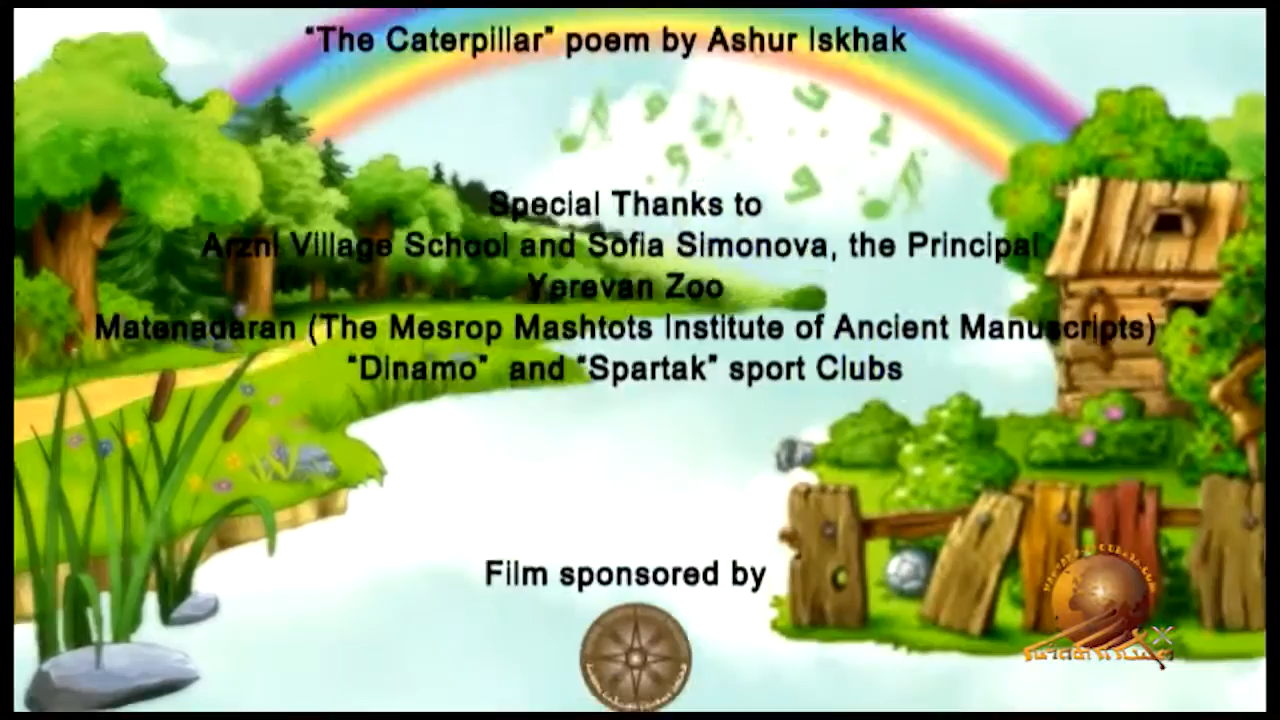 “The Caterpillar” poem by Ashur Iskhak
Special Thanks to
Arzni Village School and Sofia Simonova, the Principal
Yerevan Zoo
Matenadaran (The Mesrop Mashtots Institute of Ancient Manuscripts)
“Dinamo” and “Spartak” sport Clubs
Film sponsored by